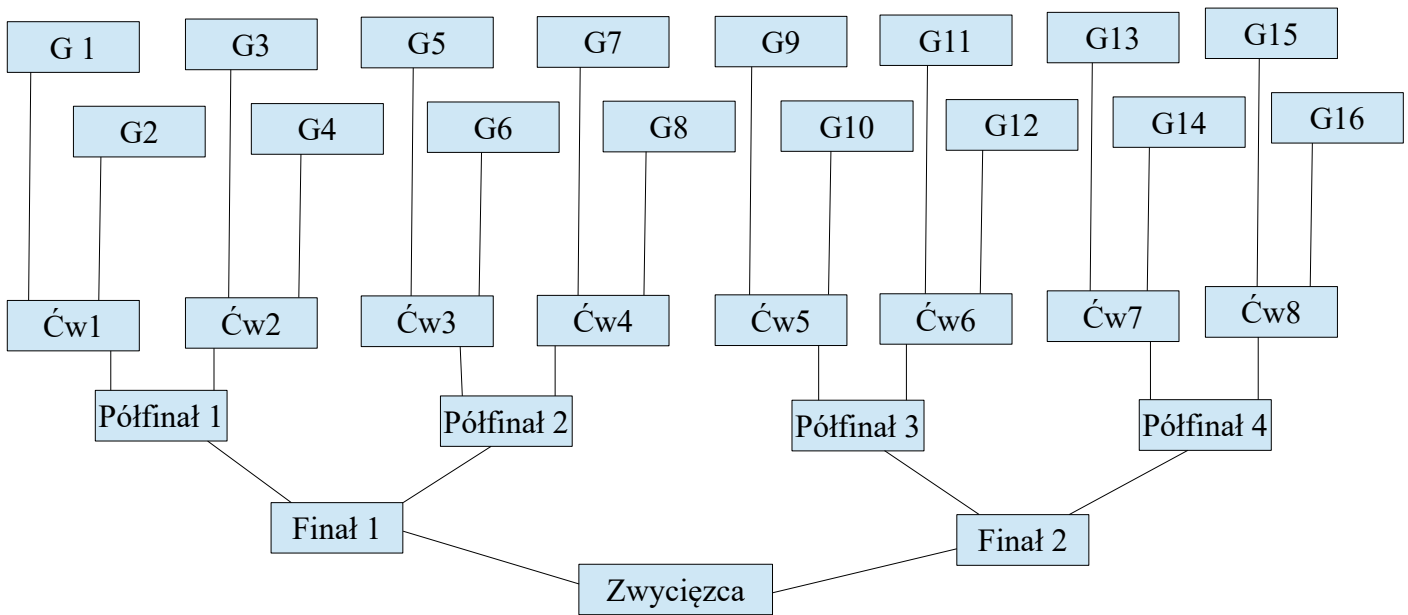 G 1
G3
G5
G7
G9
G11
G13
G15
G2
G4
G6
G8
G10
G12
G14
G16
Ćw1
Ćw2
Ćw3
Ćw4
Ćw5
Ćw6
Ćw7
Ćw8
Półfinał 1
Półfinał 2
Półfinał 3
Półfinał 4
Finał 1
Finał 2
Zwycięzca